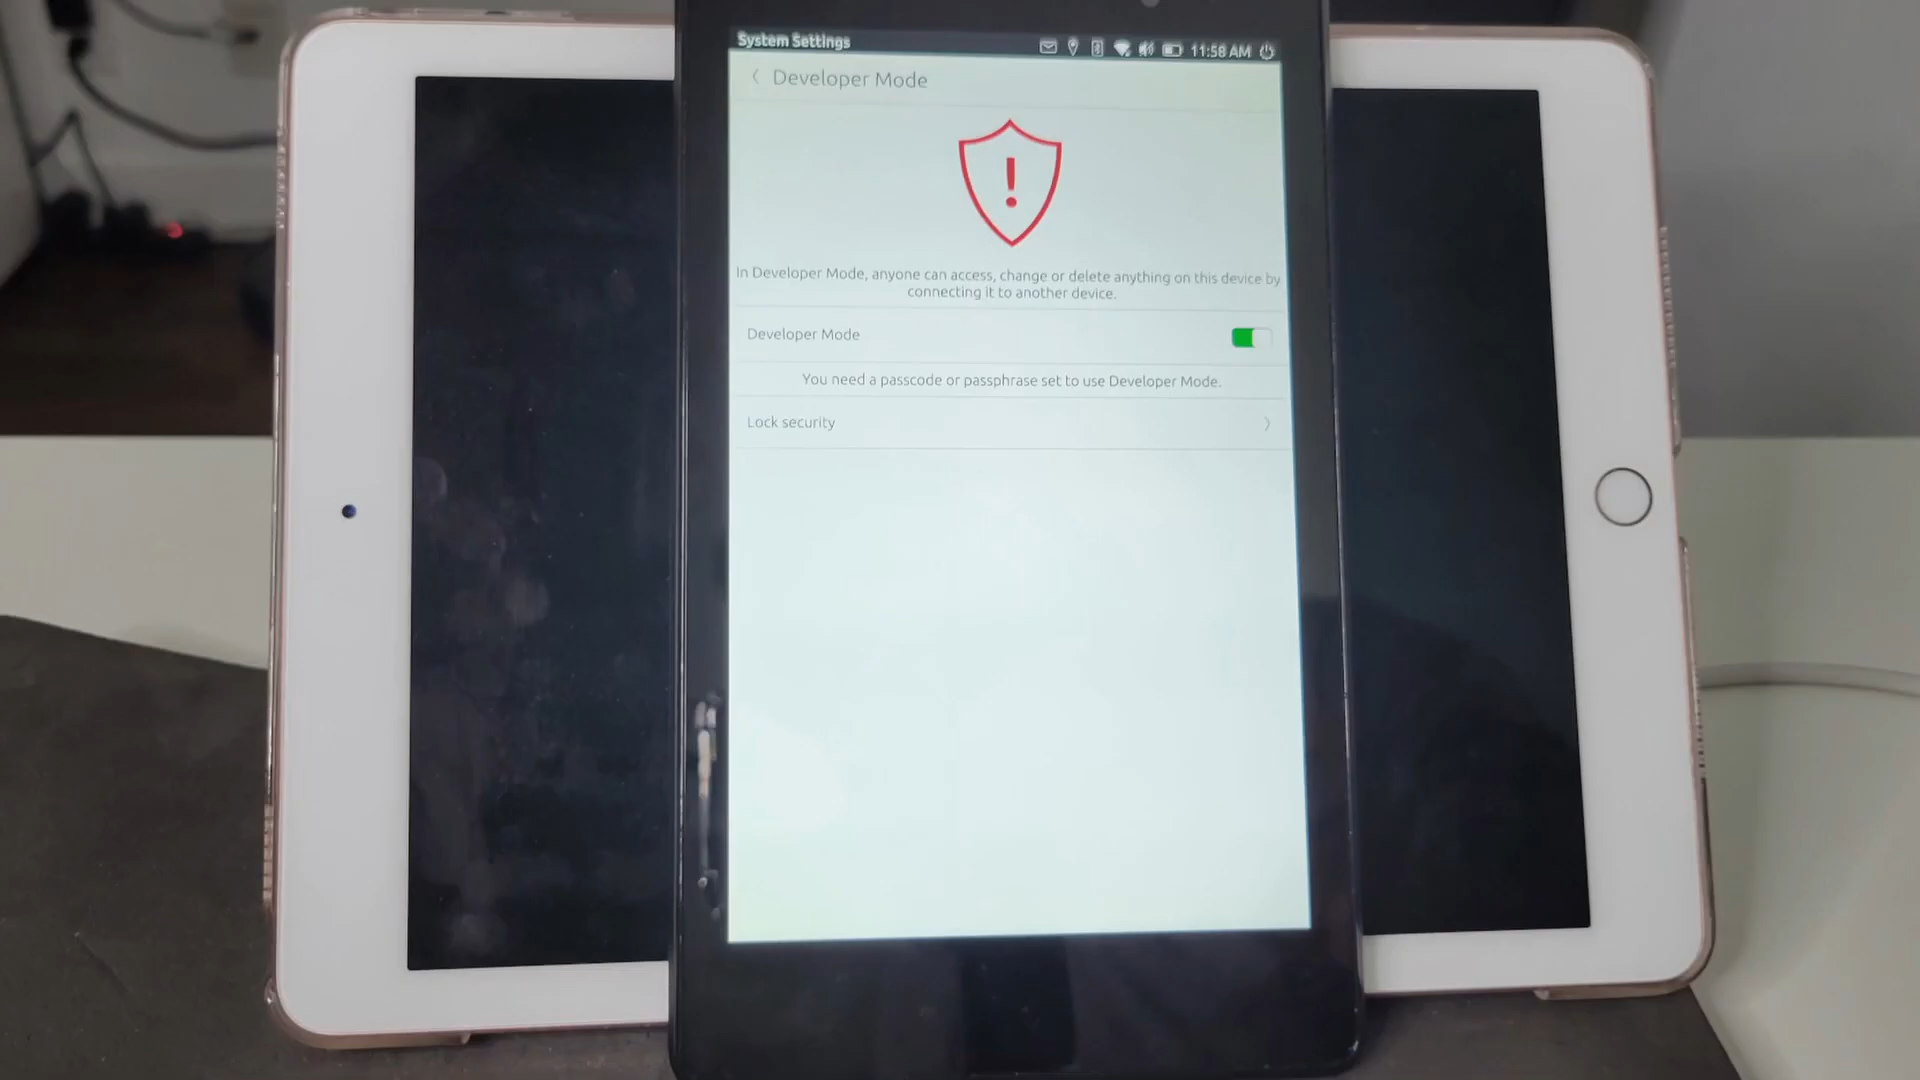 System Settings
11:58 AM
Developer Mode
In Developer Mode, anyone can access, change or delete anything on this device by
connecting it to another device.
Developer Mode
You need a passcode or passphrase set to use Developer Mode.
Lock security